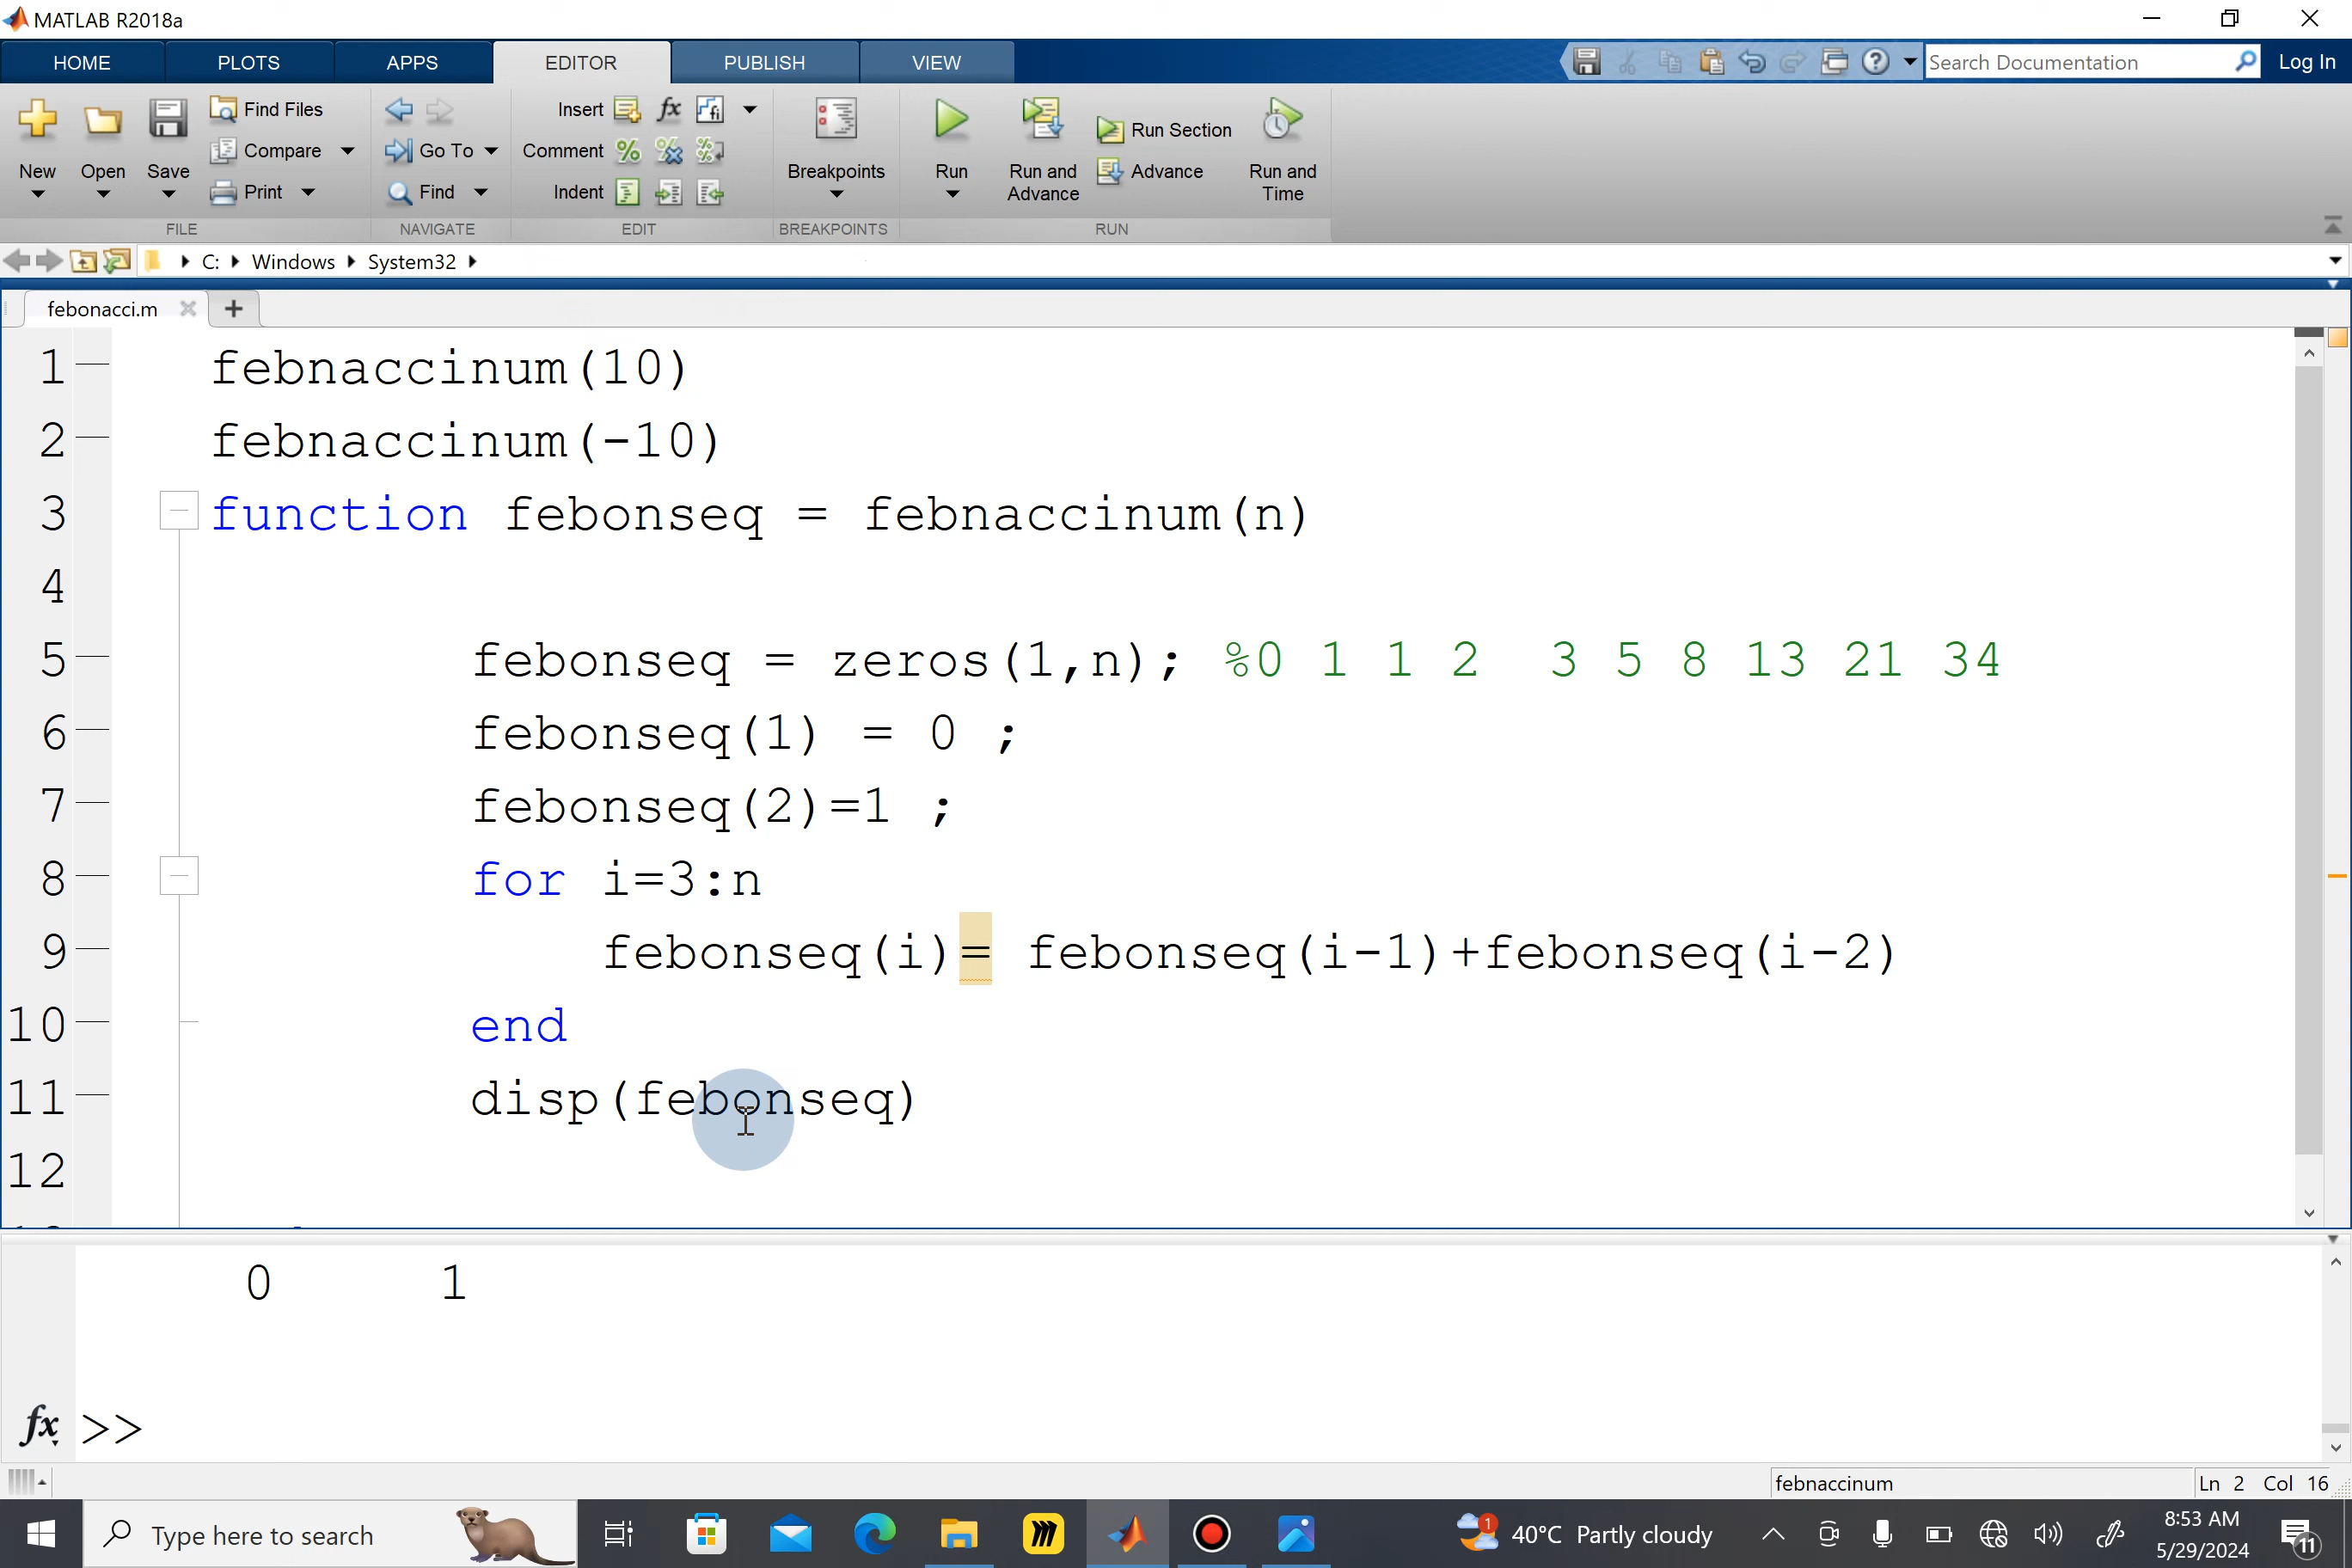 MATLAB R2018a
HOME PLOTS APPS EDITOR PUBLISH VIEW Search Documentation Log In
New Open Save Find Files Compare Print
Go To Find
Insert fx fi
Comment % % %
Indent
Breakpoints
Run Run and Advance Run Section Advance Run and Time
FILE NAVIGATE EDIT BREAKPOINTS RUN
C: Windows System32
febonacci.m +
1 febnaccinum(10)
2 febnaccinum(-10)
3 function febonseq = febnaccinum(n)
4
5 febonseq = zeros(1,n); %0 1 1 2 3 5 8 13 21 34
6 febonseq(1) = 0 ;
7 febonseq(2)=1 ;
8 for i=3:n
9 febonseq(i)= febonseq(i-1)+febonseq(i-2)
10 end
11 disp(febonseq)
12
0 1
fx >>
febnaccinum Ln 2 Col 16
Type here to search 1 40°C Partly cloudy 8:53 AM
5/29/2024 11